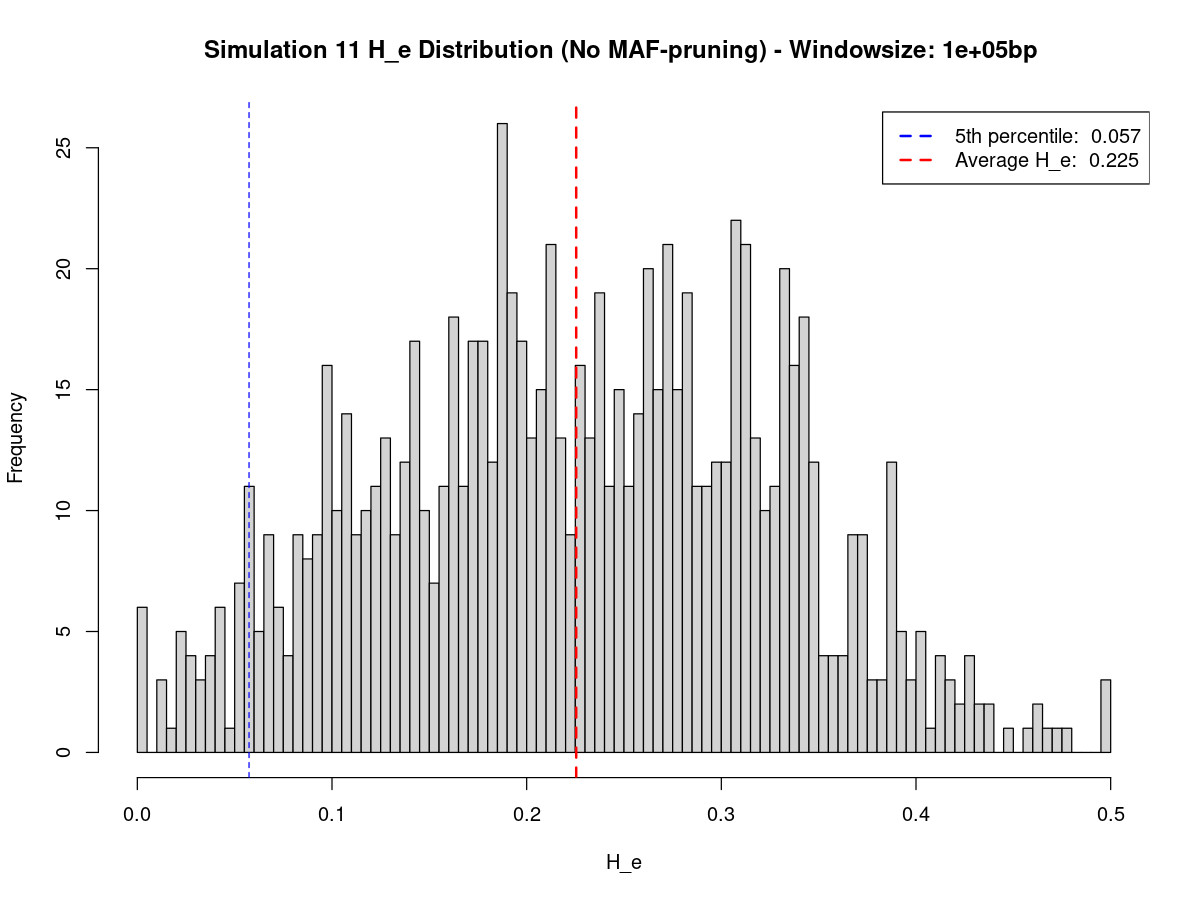 Simulation 11 H_e Distribution (No MAF-pruning) - Windowsize: 1e+05bp
5th percentile: 0.057
Average H_e: 0.225
Frequency
25
20
15
10
5
0
0.0 0.1 0.2 0.3 0.4 0.5
H_e